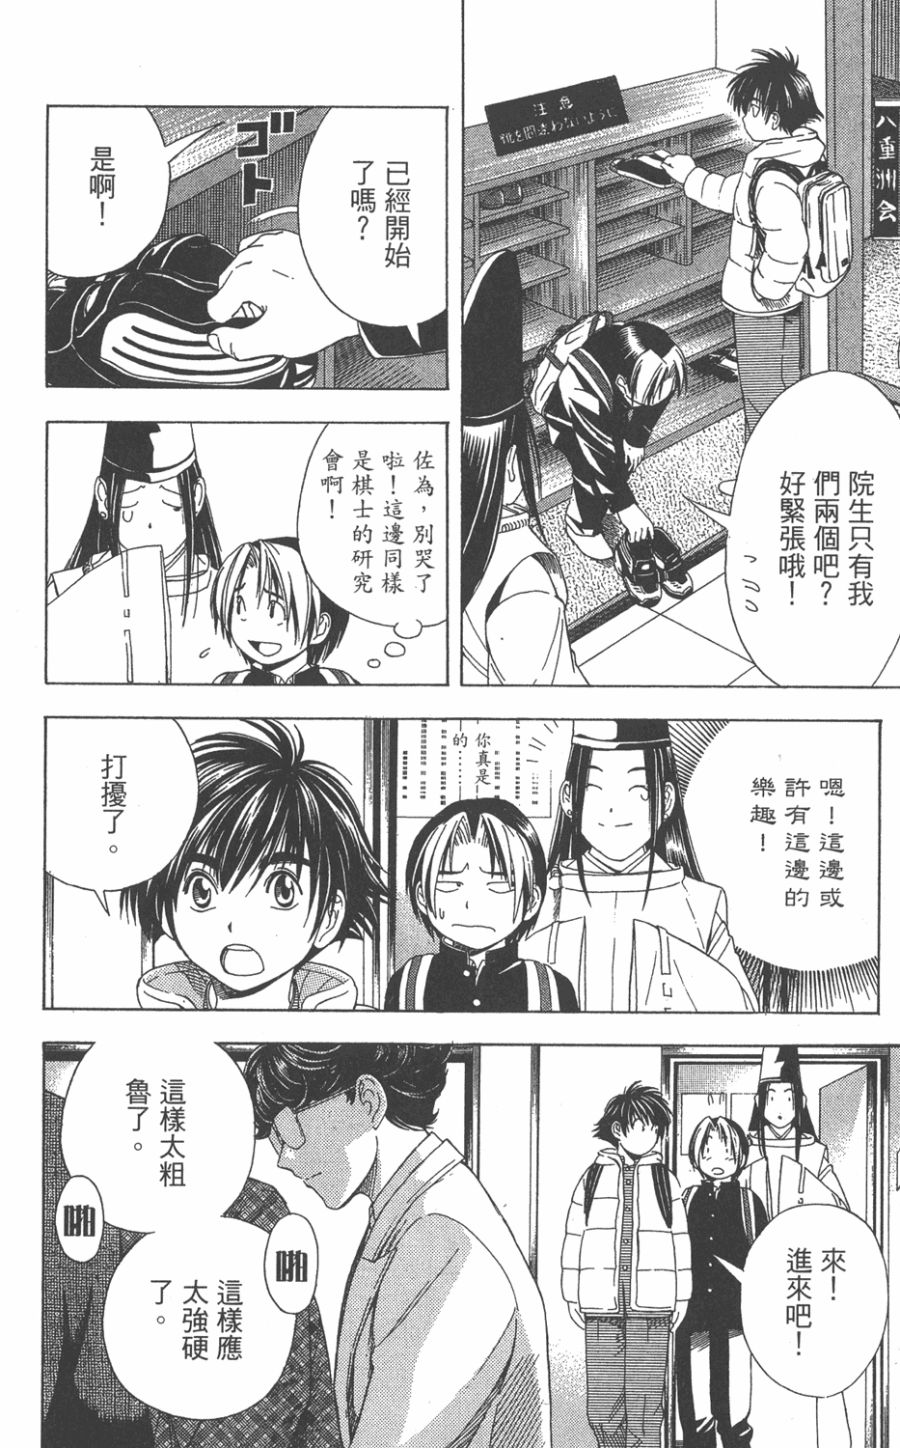 注意
靴を間違わないように
八重洲会
院生只有我
們兩個吧？
好緊張哦！
已經開始
了嗎？
ゴト
是啊！
佐為，別哭了
啦！這邊同樣
是棋士的研究
會啊！
嗯！這邊或
許有這邊的
樂趣！
你真是
的……
打擾了。
來！
進來吧！
這樣太粗
魯了。
啪
啪
這樣應
太強硬
了。